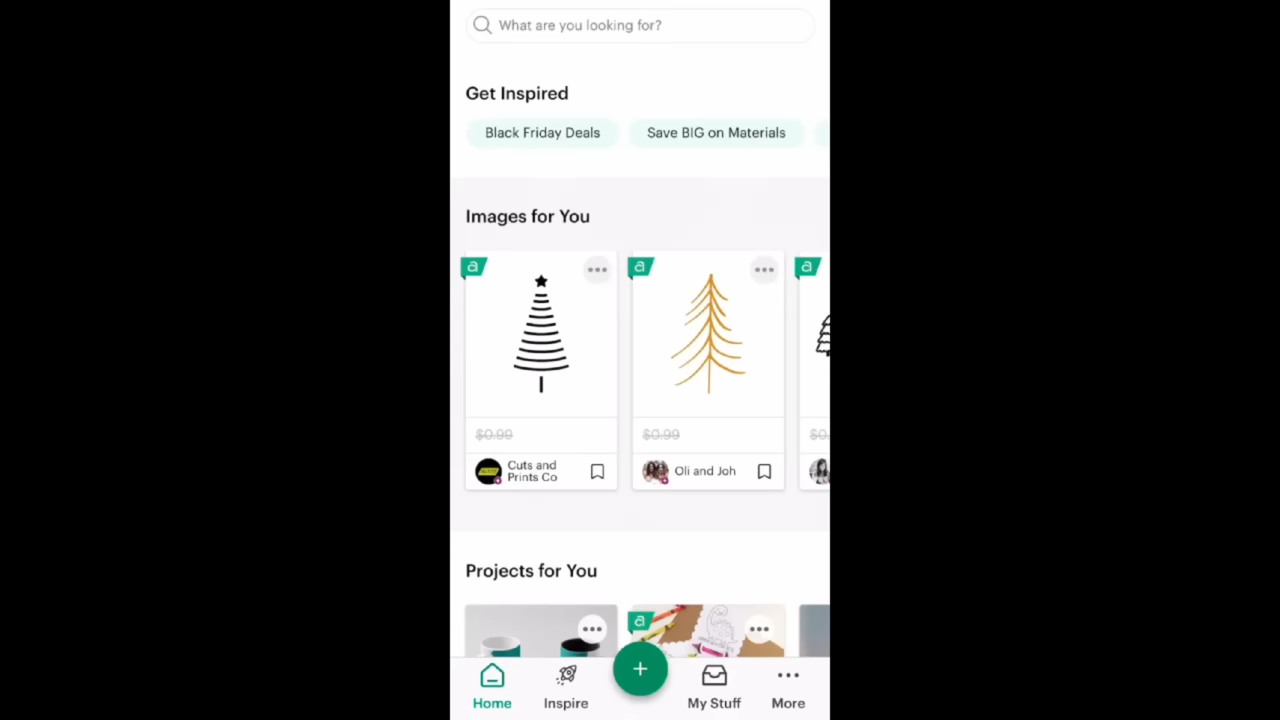 What are you looking for?
Get Inspired
Black Friday Deals
Save BIG on Materials
Images for You
a
a
a
$0.99
$0.99
$0.
Cuts and
Prints Co
Oli and Joh
Projects for You
a
+
Home
Inspire
My Stuff
More